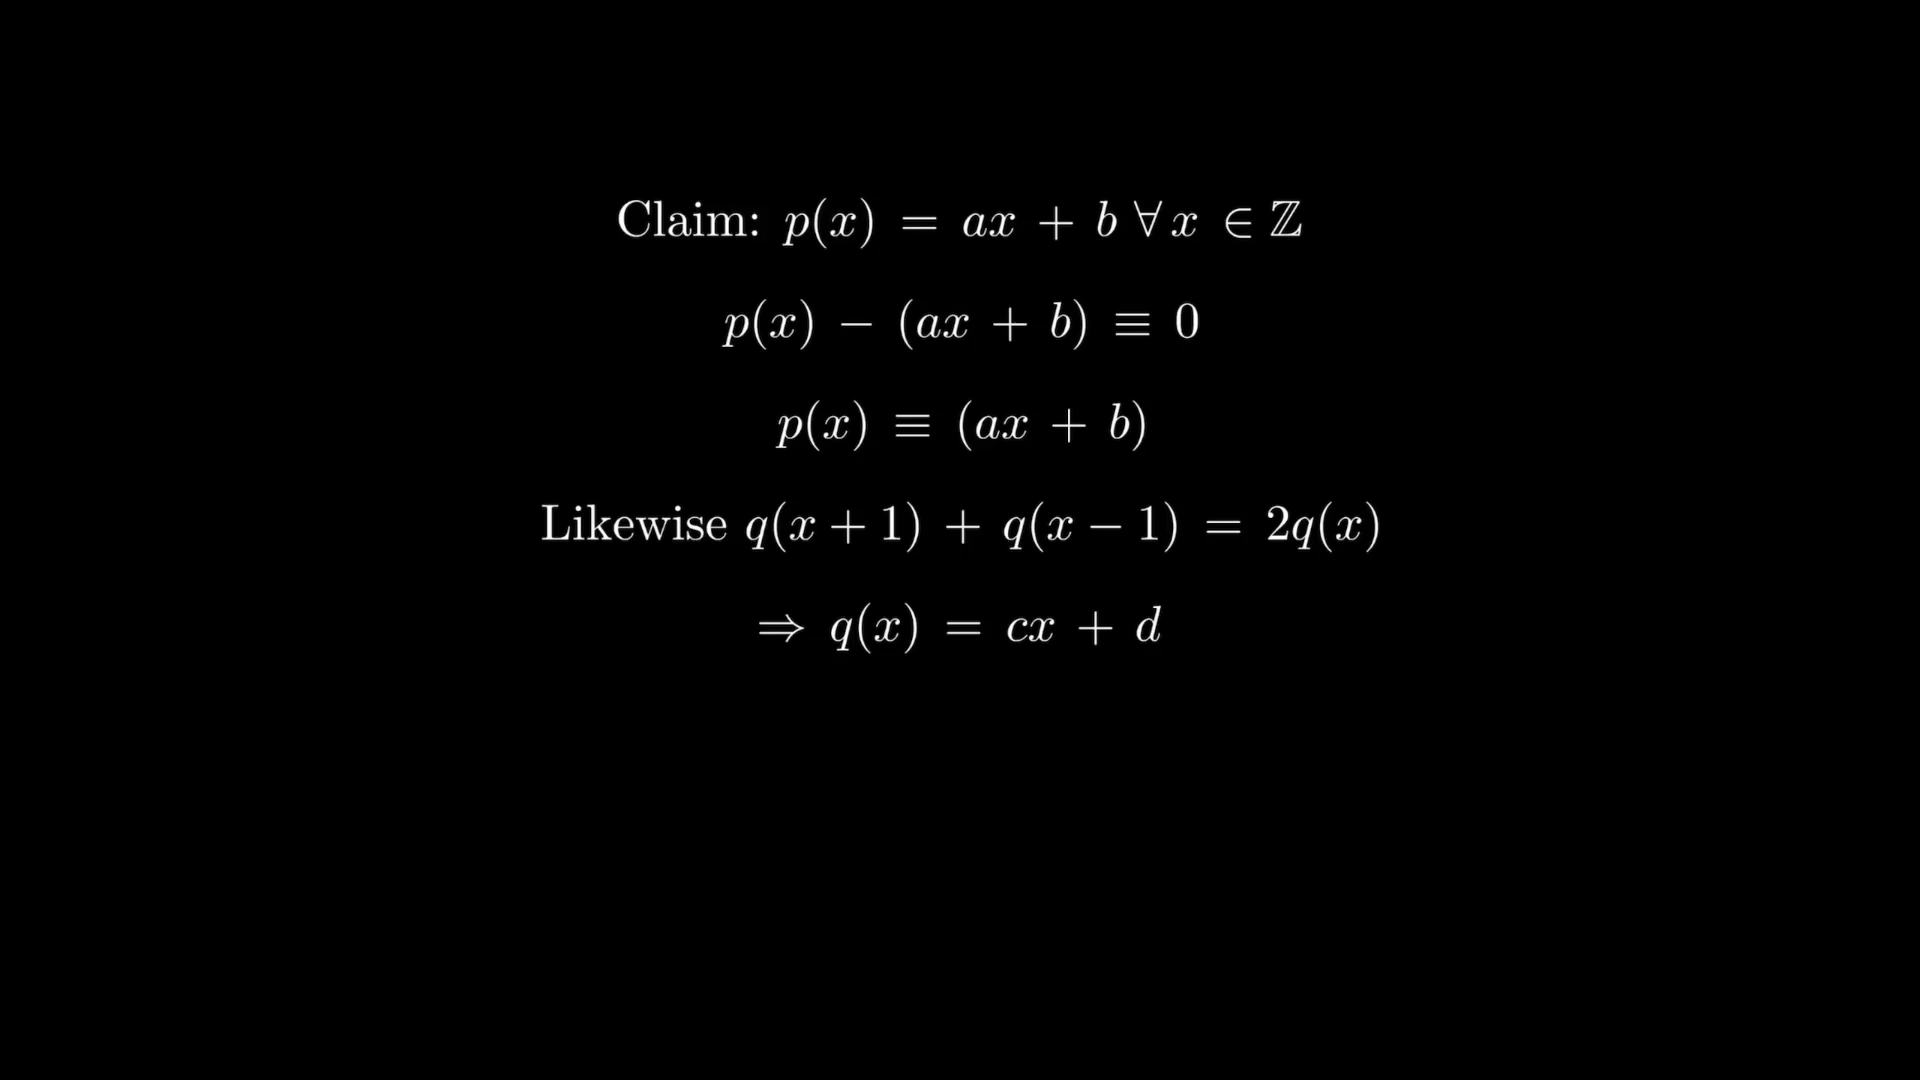 Claim: p(x) = ax + b ∀ x ∈ ℤ
p(x) − (ax + b) ≡ 0
p(x) ≡ (ax + b)
Likewise q(x + 1) + q(x − 1) = 2q(x)
⇒ q(x) = cx + d